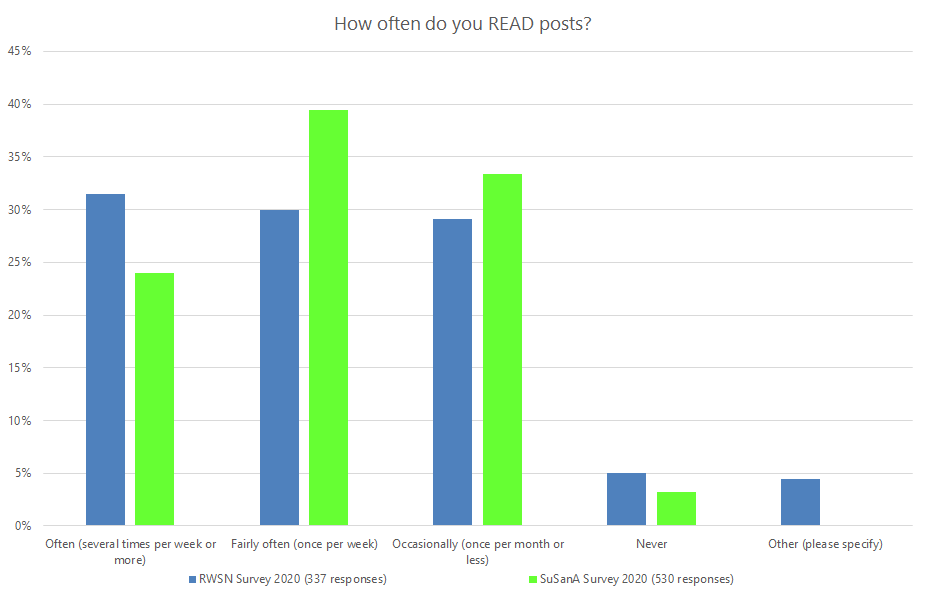 How often do you READ posts?
45%
40%
35%
30%
25%
20%
15%
10%
5%
0%
Often (several times per week or
more)
Fairly often (once per week)
Occasionally (once per month or
less)
Never
Other (please specify)
RWSN Survey 2020 (337 responses)
SuSanA Survey 2020 (530 responses)